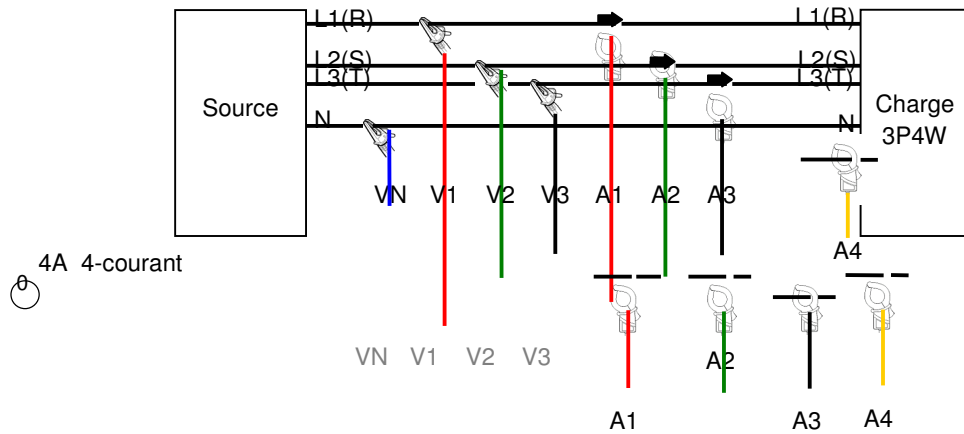 L1(R) L1(R)
L2(S) L2(S)
L3(T) L3(T)
Source Charge
N N 3P4W
VN V1 V2 V3 A1 A2 A3
A4
4A 4-courant
0
VN V1 V2 V3 A2
A1 A3 A4